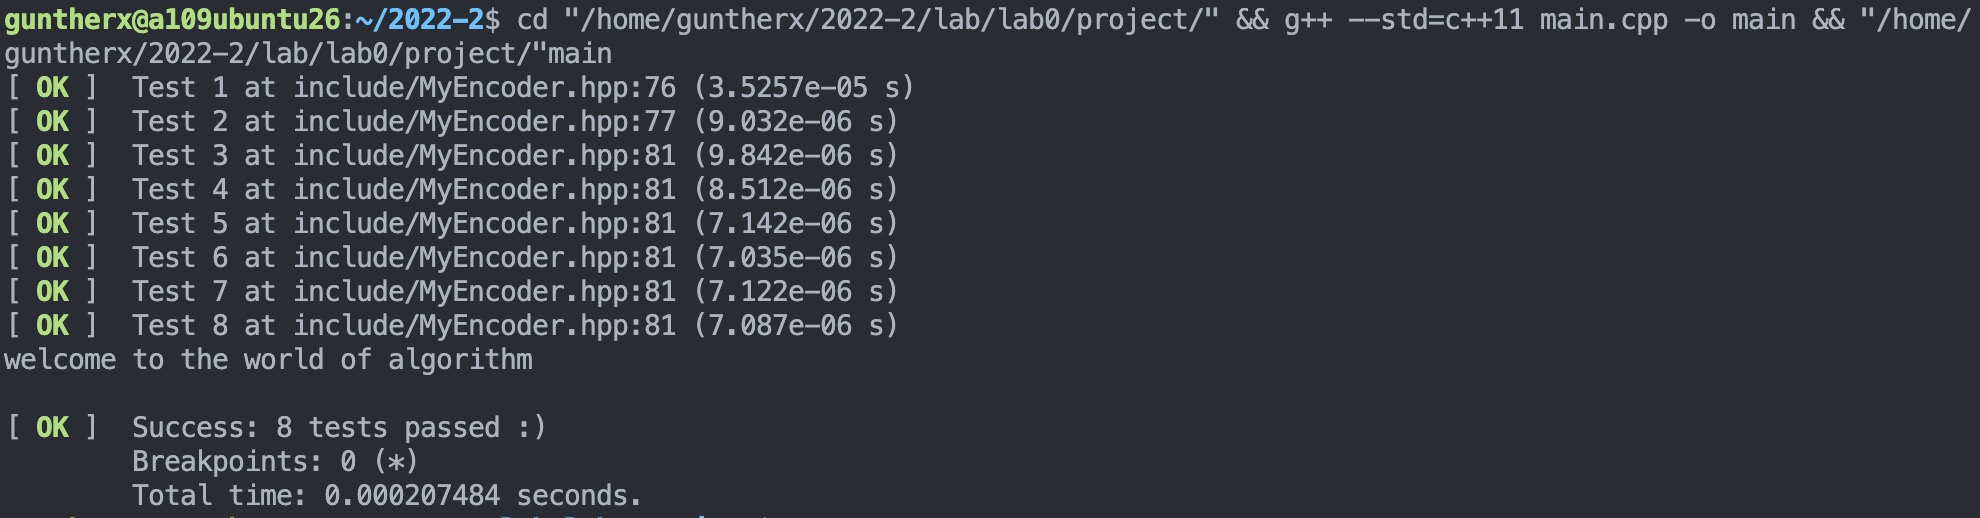 guntherx@a109ubuntu26:~/2022-2$ cd "/home/guntherx/2022-2/lab/lab0/project/" && g++ --std=c++11 main.cpp -o main && "/home/
guntherx/2022-2/lab/lab0/project/"main
[ OK ]  Test 1 at include/MyEncoder.hpp:76 (3.5257e-05 s)
[ OK ]  Test 2 at include/MyEncoder.hpp:77 (9.032e-06 s)
[ OK ]  Test 3 at include/MyEncoder.hpp:81 (9.842e-06 s)
[ OK ]  Test 4 at include/MyEncoder.hpp:81 (8.512e-06 s)
[ OK ]  Test 5 at include/MyEncoder.hpp:81 (7.142e-06 s)
[ OK ]  Test 6 at include/MyEncoder.hpp:81 (7.035e-06 s)
[ OK ]  Test 7 at include/MyEncoder.hpp:81 (7.122e-06 s)
[ OK ]  Test 8 at include/MyEncoder.hpp:81 (7.087e-06 s)
welcome to the world of algorithm
[ OK ]  Success: 8 tests passed :)
        Breakpoints: 0 (*)
        Total time: 0.000207484 seconds.